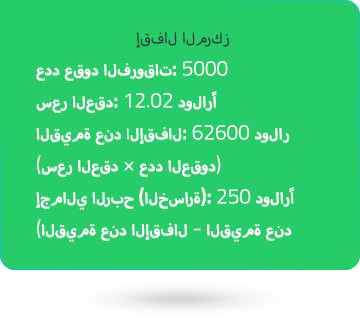 إقفال المركز
عدد عقود الفروقات: 5000
سعر العقد: 12.02 دولاراً
القيمة عند الإقفال: 62600 دولار
(سعر العقد × عدد العقود)
إجمالي الربح (الخسارة): 250 دولاراً
(القيمة عند الإقفال – القيمة عند